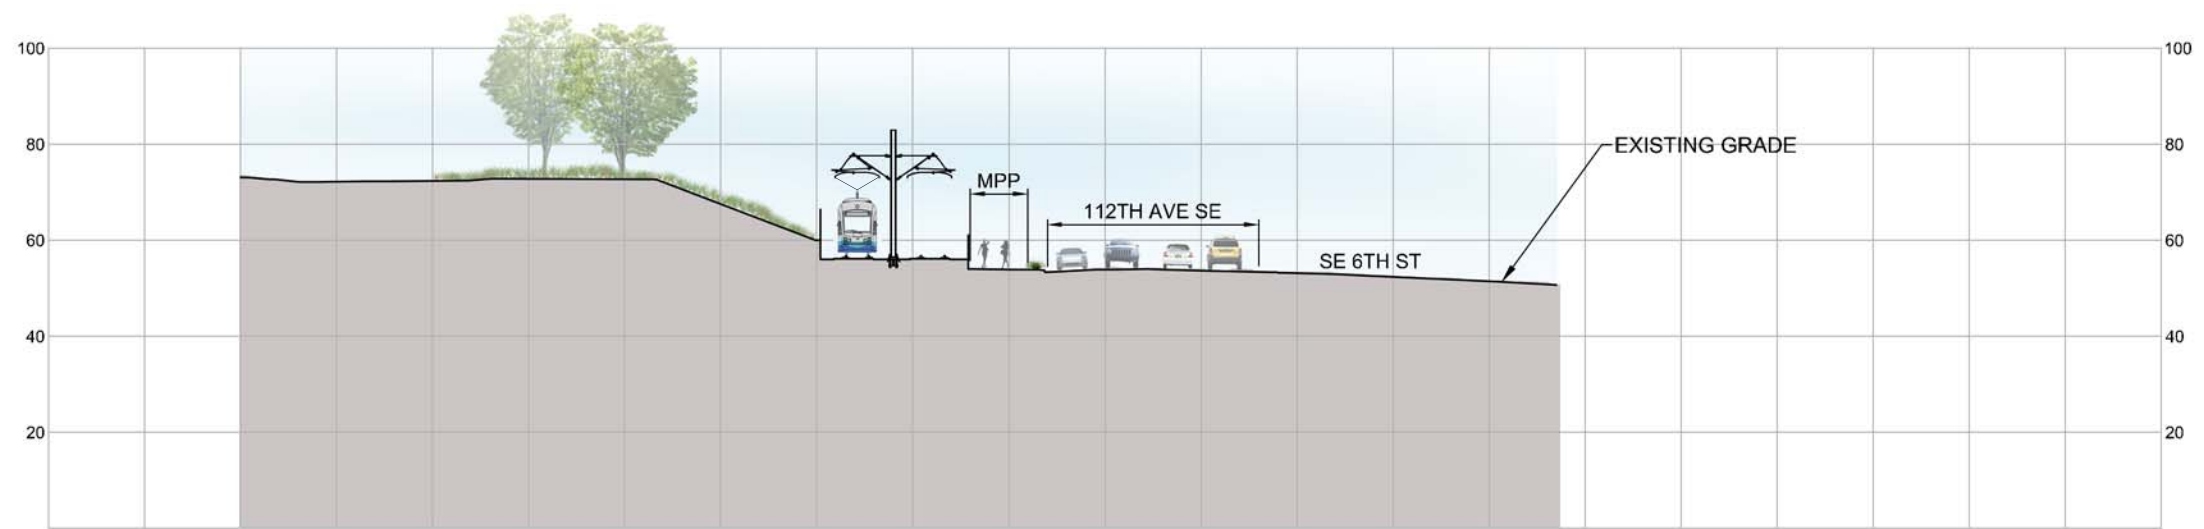 100 100
80 EXISTING GRADE 80
MPP
112TH AVE SE
60 60
SE 6TH ST
40 40
20 20